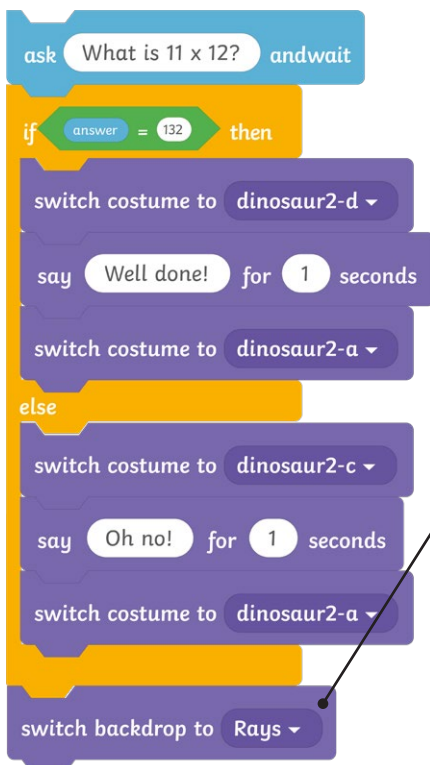 ask What is 11 x 12? andwait
if answer = 132 then
switch costume to dinosaur2-d
say Well done! for 1 seconds
switch costume to dinosaur2-a
else
switch costume to dinosaur2-c
say Oh no! for 1 seconds
switch costume to dinosaur2-a
switch backdrop to Rays